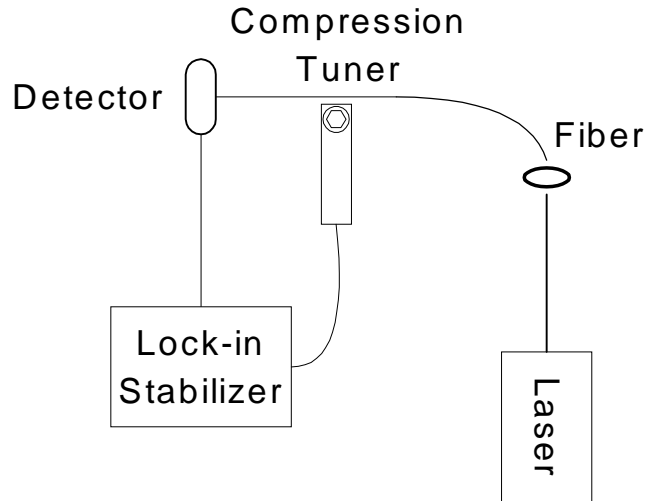 Compression
Tuner
Detector
Fiber
Lock-in
Stabilizer
Laser